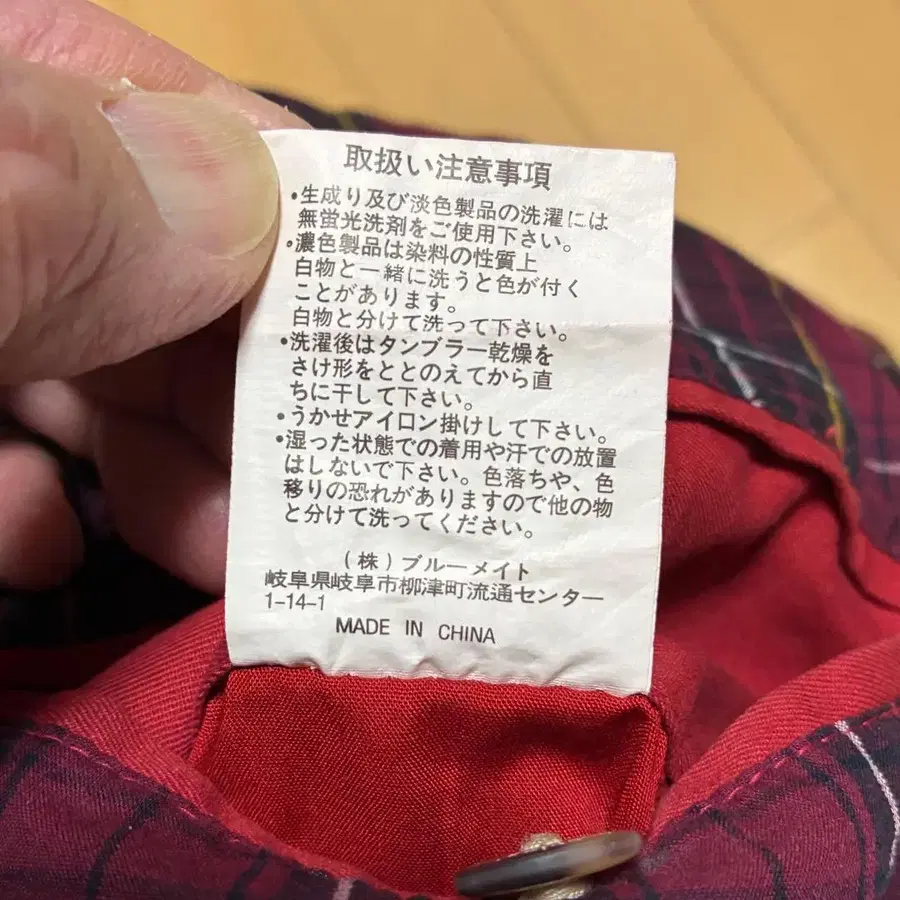 取扱い注意事項
・生成り及び淡色製品の洗濯には
無蛍光洗剤をご使用下さい。
・濃色製品は染料の性質上
白物と一緒に洗うと色が付く
ことがあります。
白物と分けて洗って下さい。
・洗濯後はタンブラー乾燥を
さけ形をととのえてから直
ちに干して下さい。
・うかせアイロン掛けして下さい。
・湿った状態での着用や汗での放置
はしないで下さい。色落ちや、色
移りの恐れがありますので他の物
と分けて洗ってください。
(株)ブルーメイト
岐阜県岐阜市柳津町流通センター
1-14-1
MADE IN CHINA